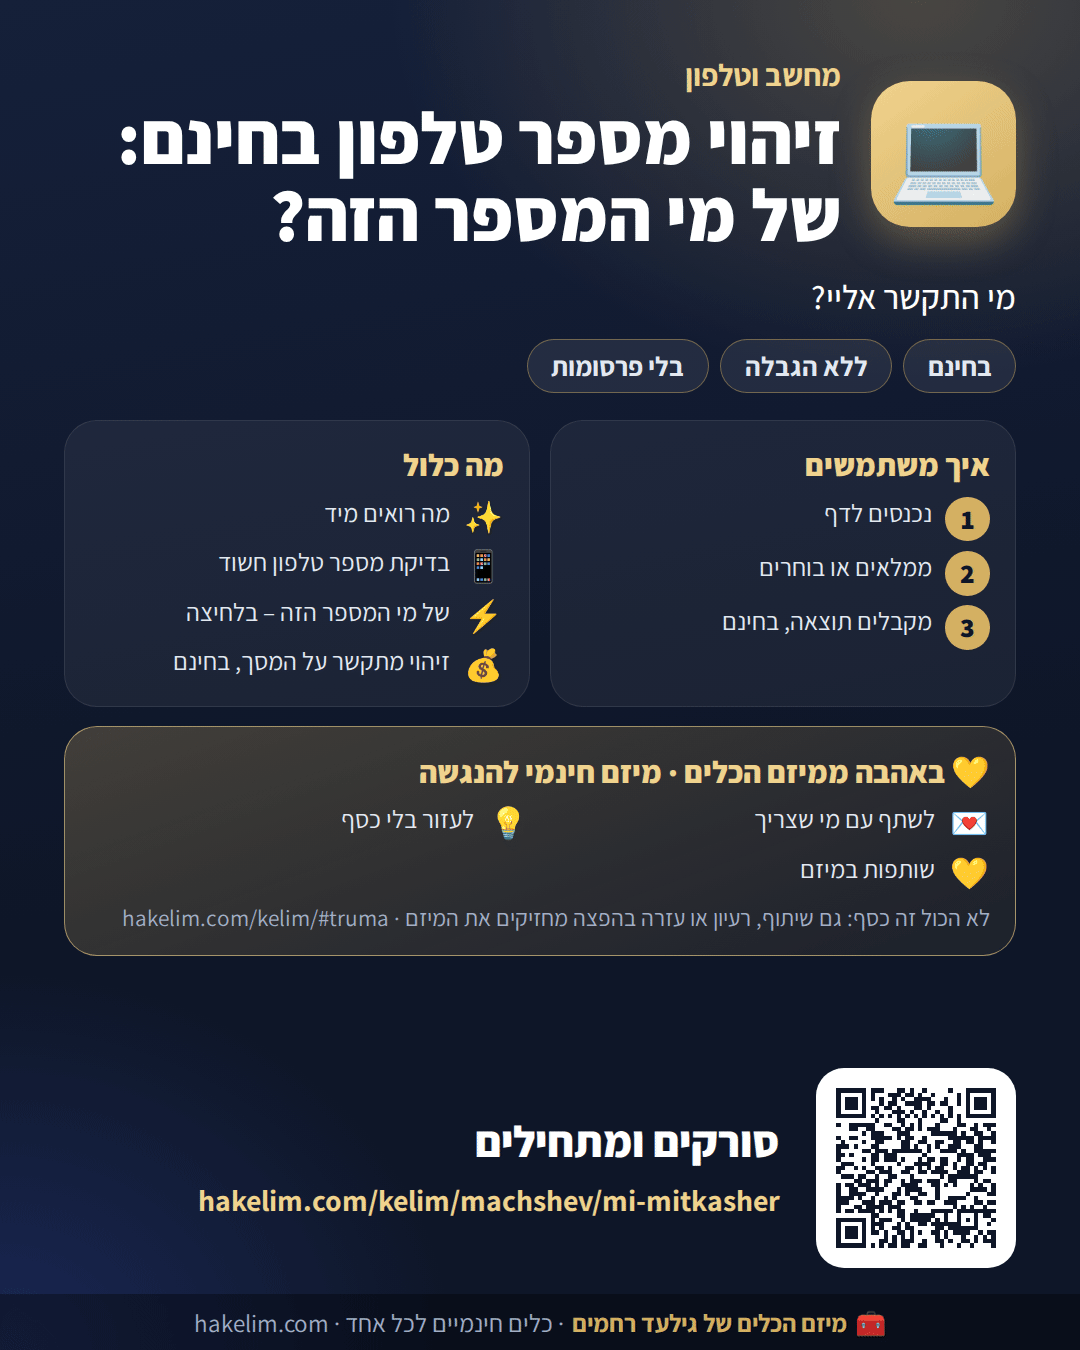 מחשב וטלפון
זיהוי מספר טלפון בחינם:
של מי המספר הזה?
מי התקשר אליי?
בחינם
ללא הגבלה
בלי פרסומות
איך משתמשים
1 נכנסים לדף
2 ממלאים או בוחרים
3 מקבלים תוצאה, בחינם
מה כלול
מה רואים מיד
בדיקת מספר טלפון חשוד
של מי המספר הזה – בלחיצה
זיהוי מתקשר על המסך, בחינם
באהבה ממיזם הכלים · מיזם חינמי להנגשה
לשתף עם מי שצריך
לעזור בלי כסף
שותפות במיזם
לא הכול זה כסף: גם שיתוף, רעיון או עזרה בהפצה מחזיקים את המיזם · hakelim.com/kelim/#truma
סורקים ומתחילים
hakelim.com/kelim/machshev/mi-mitkasher
מיזם הכלים של גילעד רחמים · כלים חינמיים לכל אחד · hakelim.com